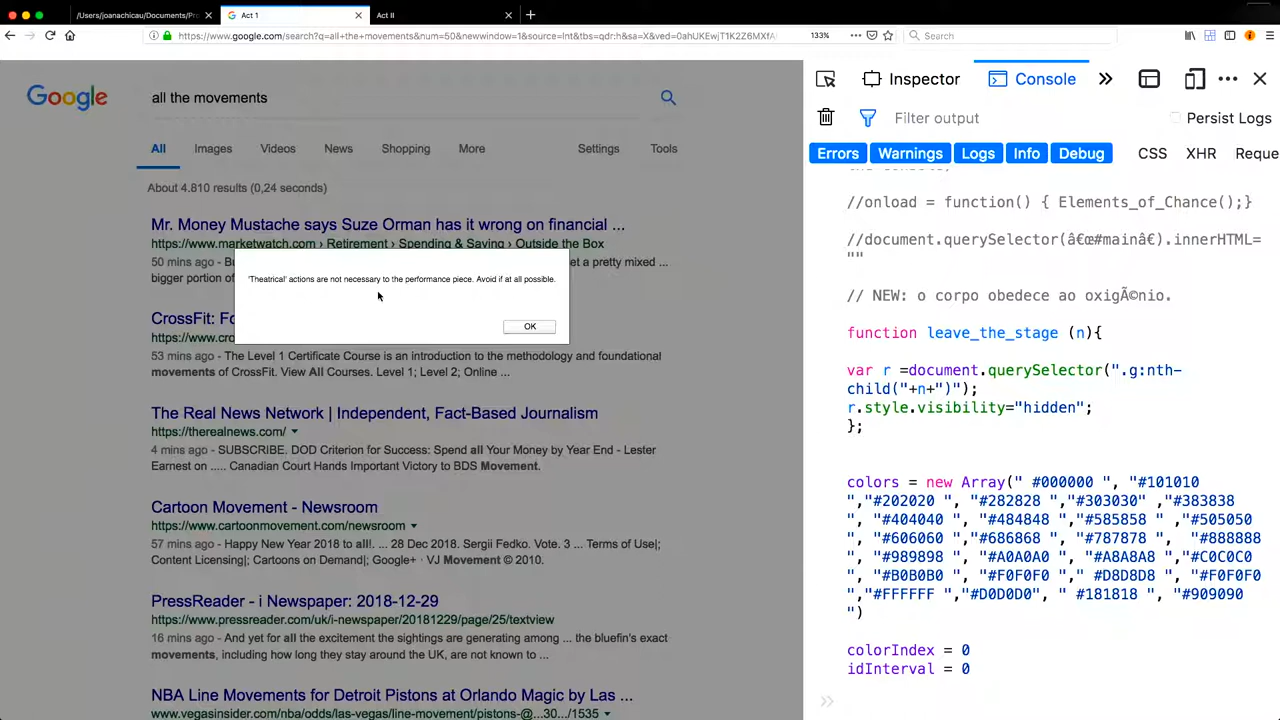 /Users/joanachicau/Documents/Pro
Act 1
Act II
https://www.google.com/search?q=all+the+movements&num=50&newwindow=1&source=lnt&tbs=qdr:h&sa=X&ved=0ahUKEwjT1K2Z6MXfA
133%
Search
Google
all the movements
All Images Videos News Shopping More Settings Tools
About 4.810 results (0,24 seconds)
Mr. Money Mustache says Suze Orman has it wrong on financial ...
https://www.marketwatch.com › Retirement › Spending & Saving › Outside the Box
50 mins ago - Bu et a pretty mixed ...
bigger portion of
'Theatrical' actions are not necessary to the performance piece. Avoid if at all possible.
OK
CrossFit: Fo
https://www.cro
53 mins ago - The Level 1 Certificate Course is an introduction to the methodology and foundational
movements of CrossFit. View All Courses. Level 1; Level 2; Online ...
The Real News Network | Independent, Fact-Based Journalism
https://therealnews.com/
4 mins ago - SUBSCRIBE. DOD Criterion for Success: Spend all Your Money by Year End - Lester
Earnest on ..... Canadian Court Hands Important Victory to BDS Movement.
Cartoon Movement - Newsroom
https://www.cartoonmovement.com/newsroom
57 mins ago - Happy New Year 2018 to all!. ... 28 Dec 2018. Sergii Fedko. Vote. 3 ... Terms of Use|;
Content Licensing|; Cartoons on Demand|; Google+ · VJ Movement © 2010.
PressReader - i Newspaper: 2018-12-29
https://www.pressreader.com/uk/i-newspaper/20181229/page/25/textview
16 mins ago - And yet for all the excitement the sightings are generating among ... the bluefin's exact
movements, including how long they stay around the UK, are not known to ...
NBA Line Movements for Detroit Pistons at Orlando Magic by Las ...
www.vegasinsider.com/nba/odds/las-vegas/line-movement/pistons-@...30.../1535
Inspector Console
Filter output Persist Logs
Errors Warnings Logs Info Debug CSS XHR Reque
//onload = function() { Elements_of_Chance();}
//document.querySelector(â€œ#mainâ€).innerHTML=
""
// NEW: o corpo obedece ao oxigÃ©nio.
function leave_the_stage (n){
var r =document.querySelector(".g:nth-
child("+n+")");
r.style.visibility="hidden";
};
colors = new Array(" #000000 ", "#101010
","#202020 ", "#282828 ","#303030" ,"#383838
", "#404040 ", "#484848 ","#585858 " ,"#505050
", "#606060 ","#686868 ", "#787878 ", "#888888
", "#989898 ", "#A0A0A0 ", "#A8A8A8 ","#C0C0C0
", "#B0B0B0 ", "#F0F0F0 "," #D8D8D8 ", "#F0F0F0
","#FFFFFF ","#D0D0D0", " #181818 ", "#909090
")
colorIndex = 0
idInterval = 0